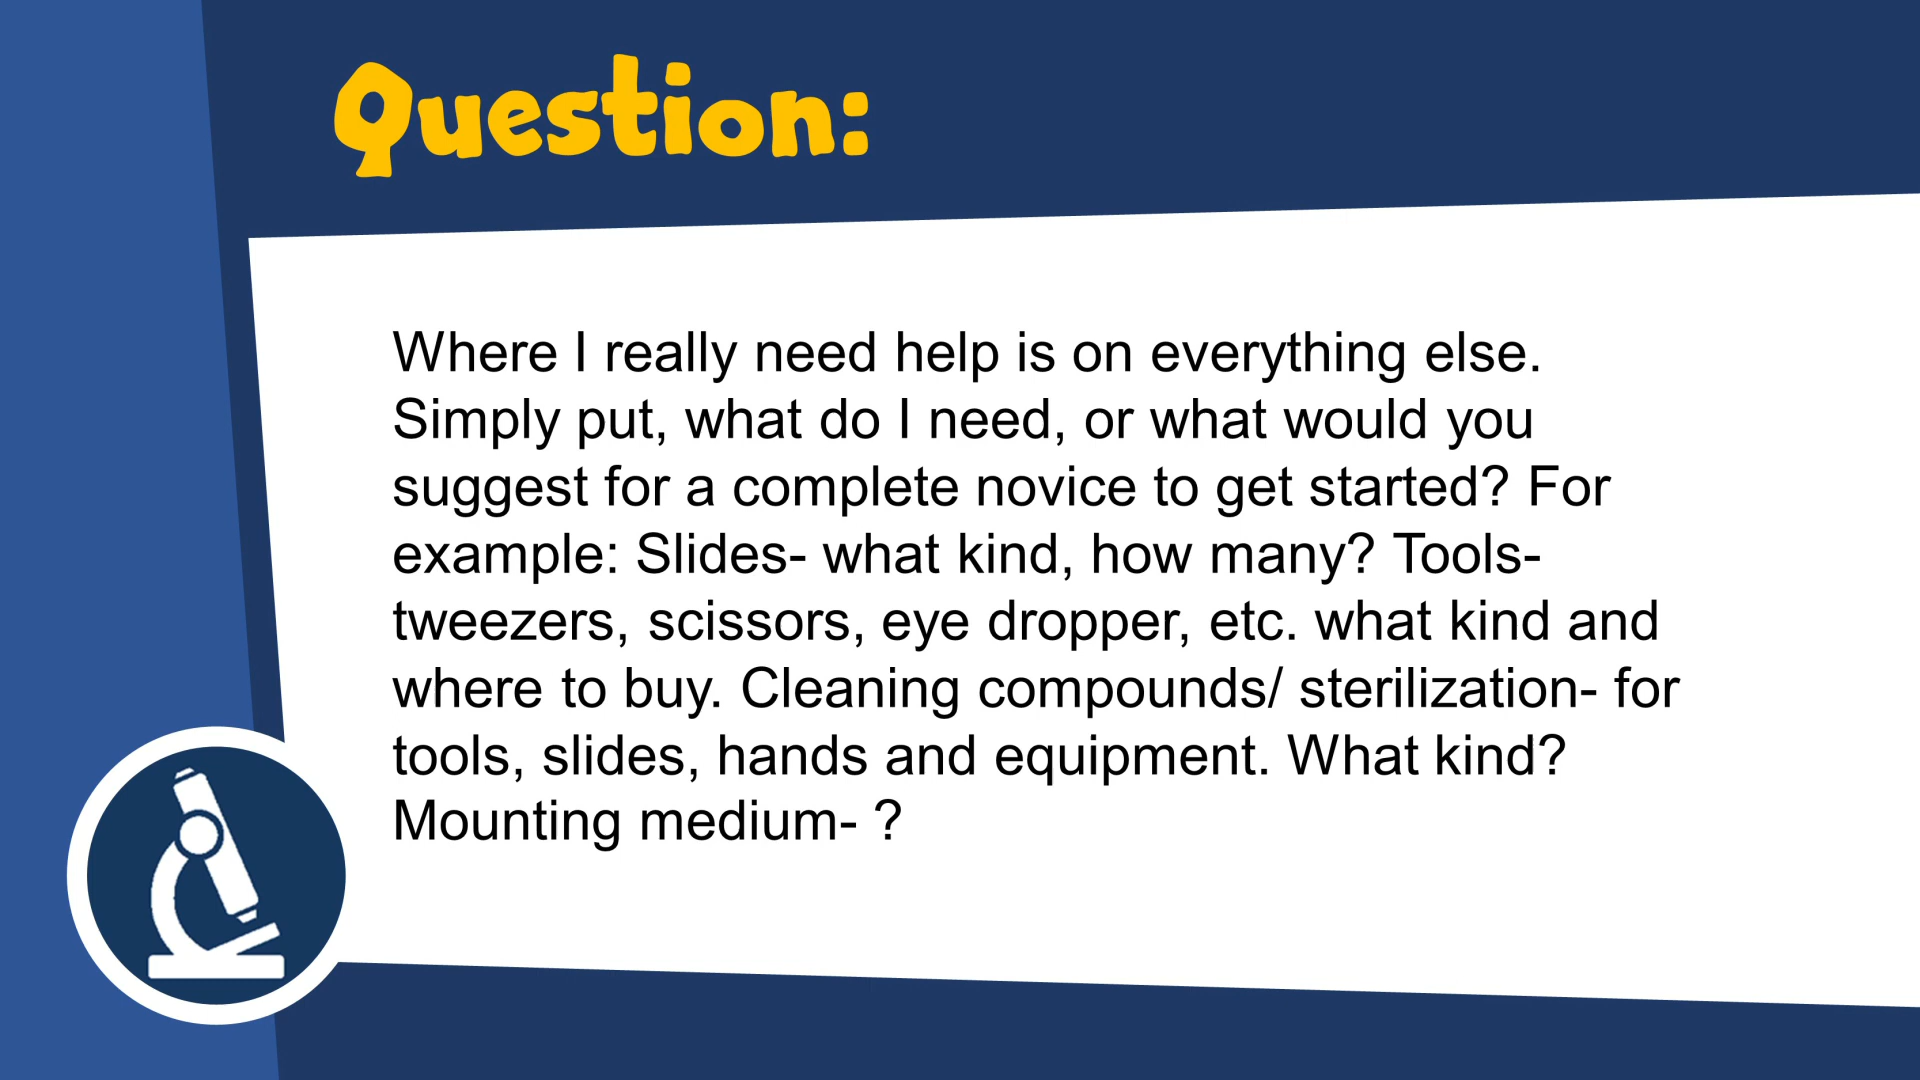 Question:
Where I really need help is on everything else.
Simply put, what do I need, or what would you
suggest for a complete novice to get started? For
example: Slides- what kind, how many? Tools-
tweezers, scissors, eye dropper, etc. what kind and
where to buy. Cleaning compounds/ sterilization- for
tools, slides, hands and equipment. What kind?
Mounting medium- ?